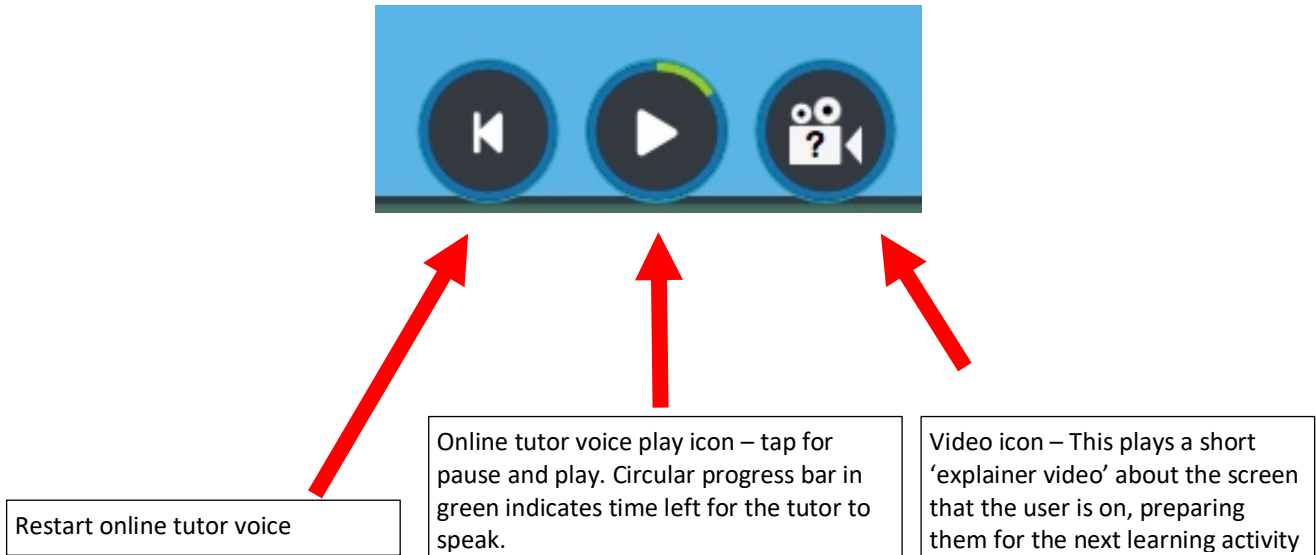 ?
Restart online tutor voice
Online tutor voice play icon – tap for
pause and play. Circular progress bar in
green indicates time left for the tutor to
speak.
Video icon – This plays a short
‘explainer video’ about the screen
that the user is on, preparing
them for the next learning activity